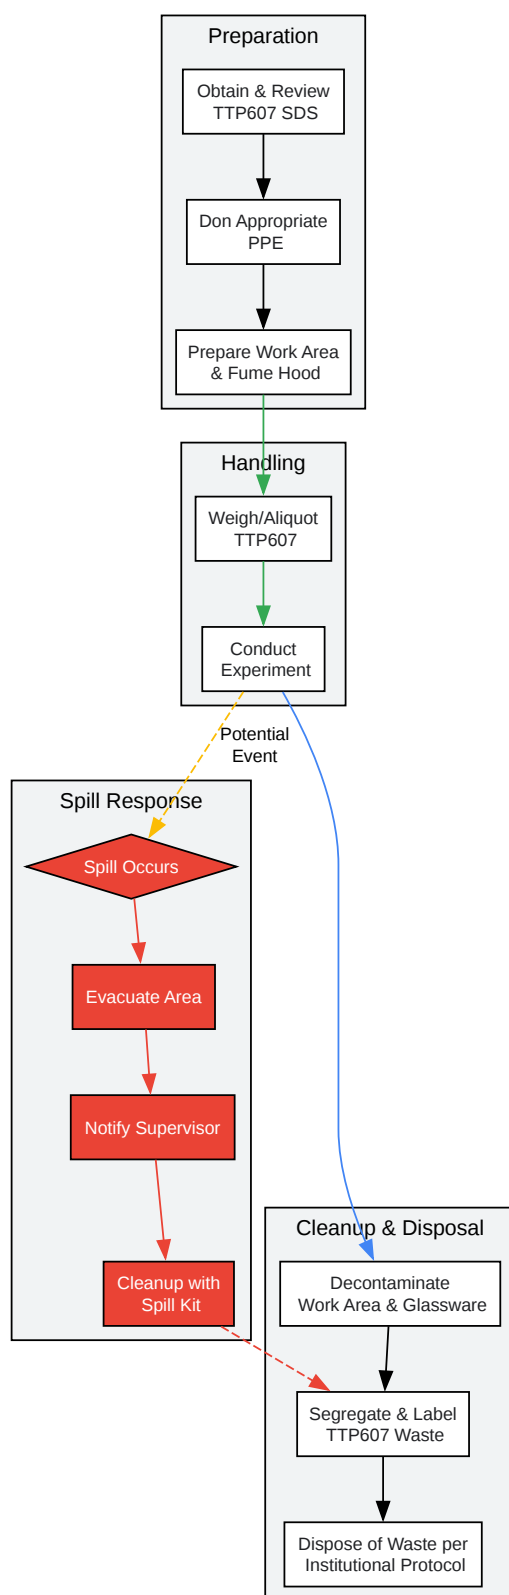 Preparation
Obtain & Review
TTP607 SDS
Don Appropriate
PPE
Prepare Work Area
& Fume Hood
Handling
Weigh/Aliquot
TTP607
Conduct
Experiment
Potential
Event
Spill Response
Spill Occurs
Evacuate Area
Notify Supervisor
Cleanup with
Spill Kit
Cleanup & Disposal
Decontaminate
Work Area & Glassware
Segregate & Label
TTP607 Waste
Dispose of Waste per
Institutional Protocol